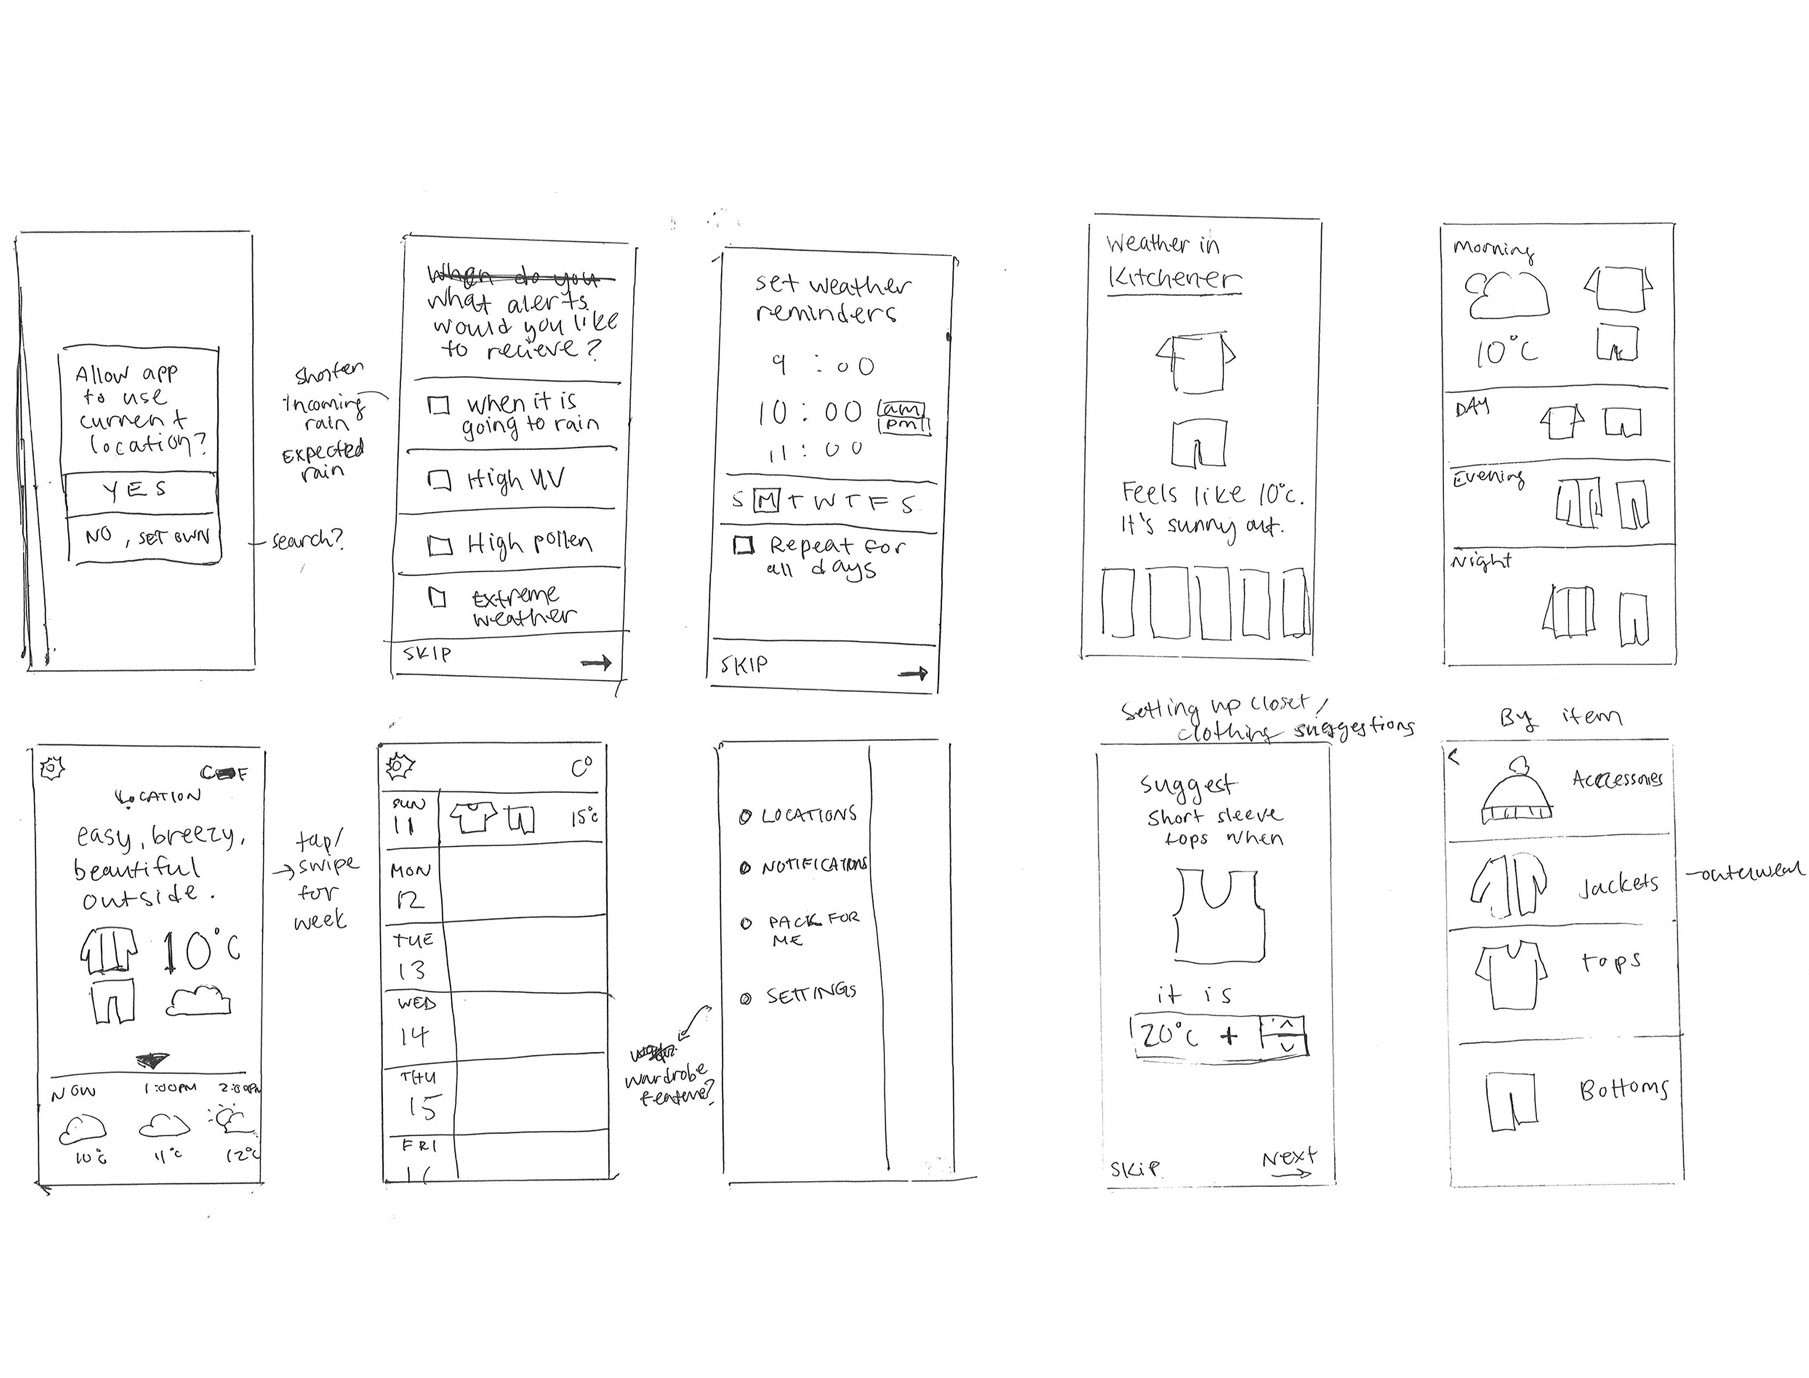 Allow app
to use
current
location?
YES
NO, SET OWN
search?
shorten
incoming
rain
expected
rain
When do you
what alerts
would you like
to recieve?
when it is
going to rain
High UV
High pollen
Extreme
weather
SKIP
set weather
reminders
9 : 00
10 : 00 am
pm
11 : 00
S M T W T F S
Repeat for
all days
SKIP
Weather in
Kitchener
Feels like 10°c.
It's sunny out.
Morning
10°C
DAY
Evening
Night
C F
LOCATION
easy, breezy,
beautiful
outside.
10°C
NOW 1:00PM 2:00PM
10°C 11°C 12°C
tap/
swipe
for
week
C°
SUN
11
15°C
MON
12
TUE
13
WED
14
THU
15
FRI
16
LOCATIONS
NOTIFICATIONS
PACK FOR
ME
SETTINGS
wardrobe
feature?
Setting up closet /
clothing suggestions
suggest
short sleeve
tops when
it is
20°C +
SKIP
NEXT
By item
Accessories
Jackets
outerwear
tops
Bottoms